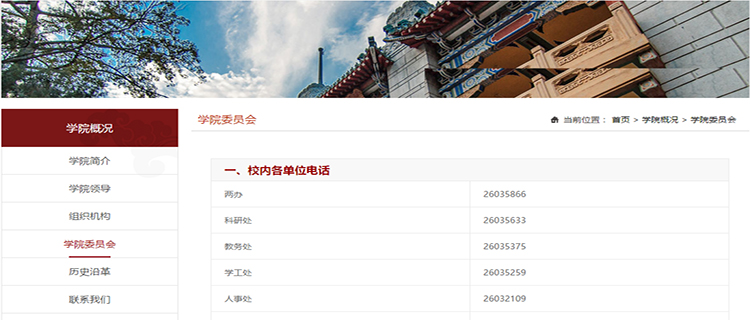 学院概况
学院简介
学院领导
组织机构
学院委员会
历史沿革
联系我们
学院委员会
当前位置： 首页 > 学院概况 > 学院委员会
一、校内各单位电话
两办 26035866
科研处 26035633
教务处 26035375
学工处 26035259
人事处 26032109